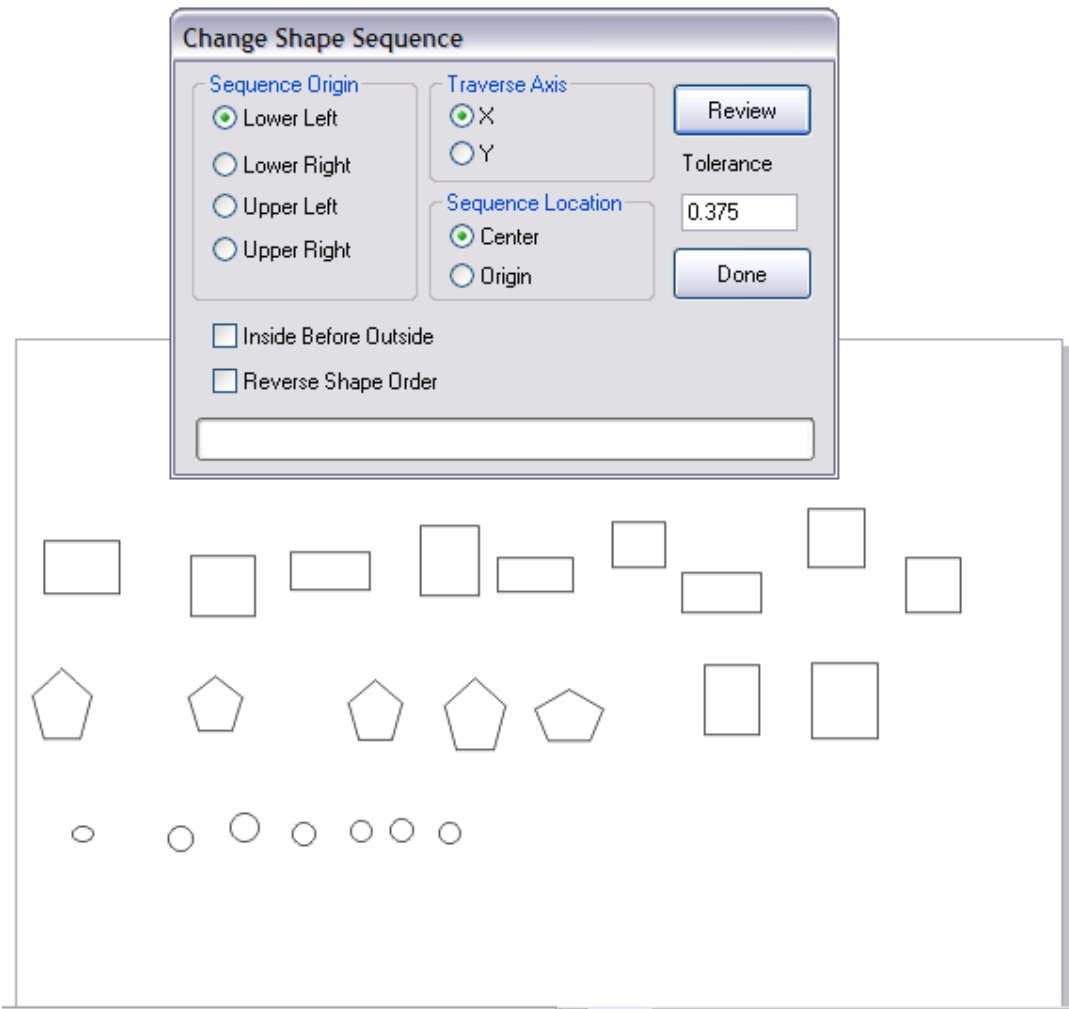 Change Shape Sequence
Sequence Origin
Lower Left
Lower Right
Upper Left
Upper Right
Traverse Axis
X
Y
Sequence Location
Center
Origin
Review
Tolerance
0.375
Done
Inside Before Outside
Reverse Shape Order